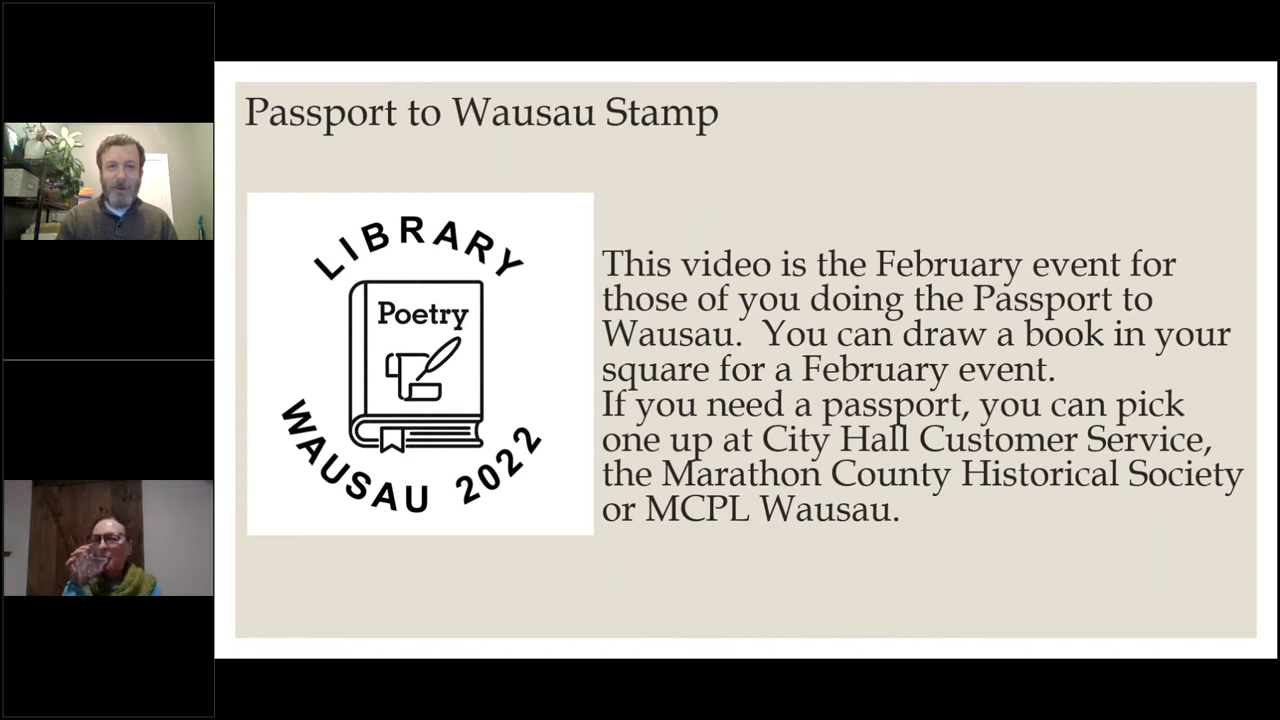 Passport to Wausau Stamp
LIBRARY
Poetry
WAUSAU 2022
This video is the February event for
those of you doing the Passport to
Wausau.  You can draw a book in your
square for a February event.
If you need a passport, you can pick
one up at City Hall Customer Service,
the Marathon County Historical Society
or MCPL Wausau.